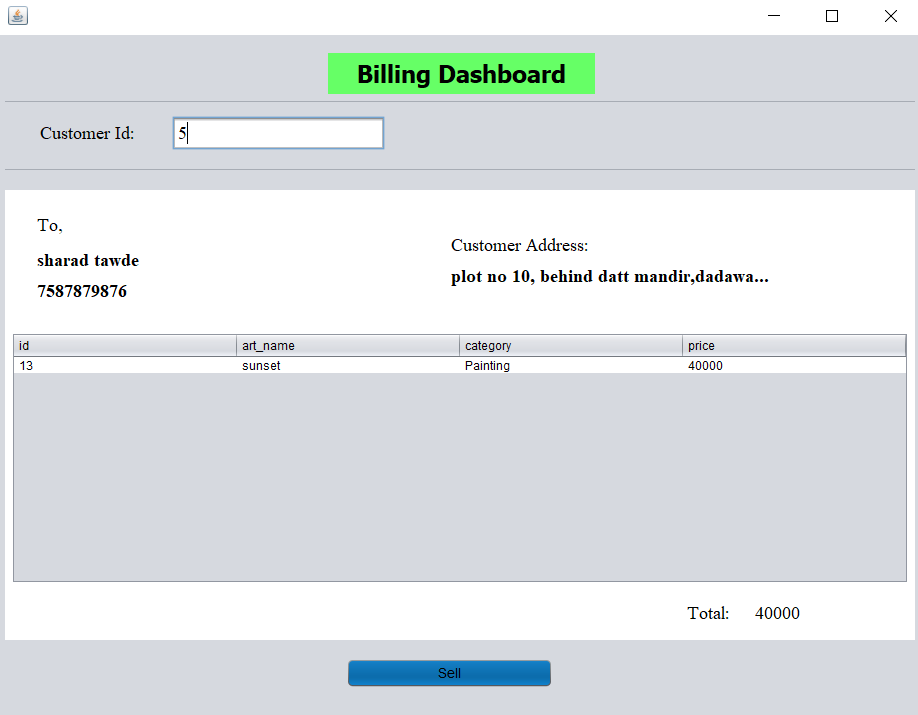 Billing Dashboard
Customer Id: 5
To,
sharad tawde
7587879876
Customer Address:
plot no 10, behind datt mandir,dadawa...
id art_name category price
13 sunset Painting 40000
Total: 40000
Sell